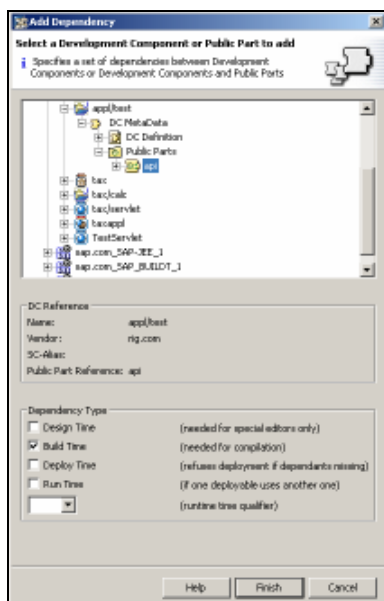 Add Dependency
Select a Development Component or Public Part to add
i Specifies a set of dependencies between Development
Components or Development Components and Public Parts
appl/test
DC MetaData
DC Definition
Public Parts
api
tax
tax/calc
tax/servlet
taxappl
TestServlet
sap.com_SAP-JEE_1
sap.com_SAP_BUILDT_1
DC Reference
Name: appl/test
Vendor: rig.com
SC-Alias:
Public Part Reference: api
Dependency Type
Design Time (needed for special editors only)
Build Time (needed for compilation)
Deploy Time (refuses deployment if dependants missing)
Run Time (if one deployable uses another one)
(runtime time qualifier)
Help Finish Cancel